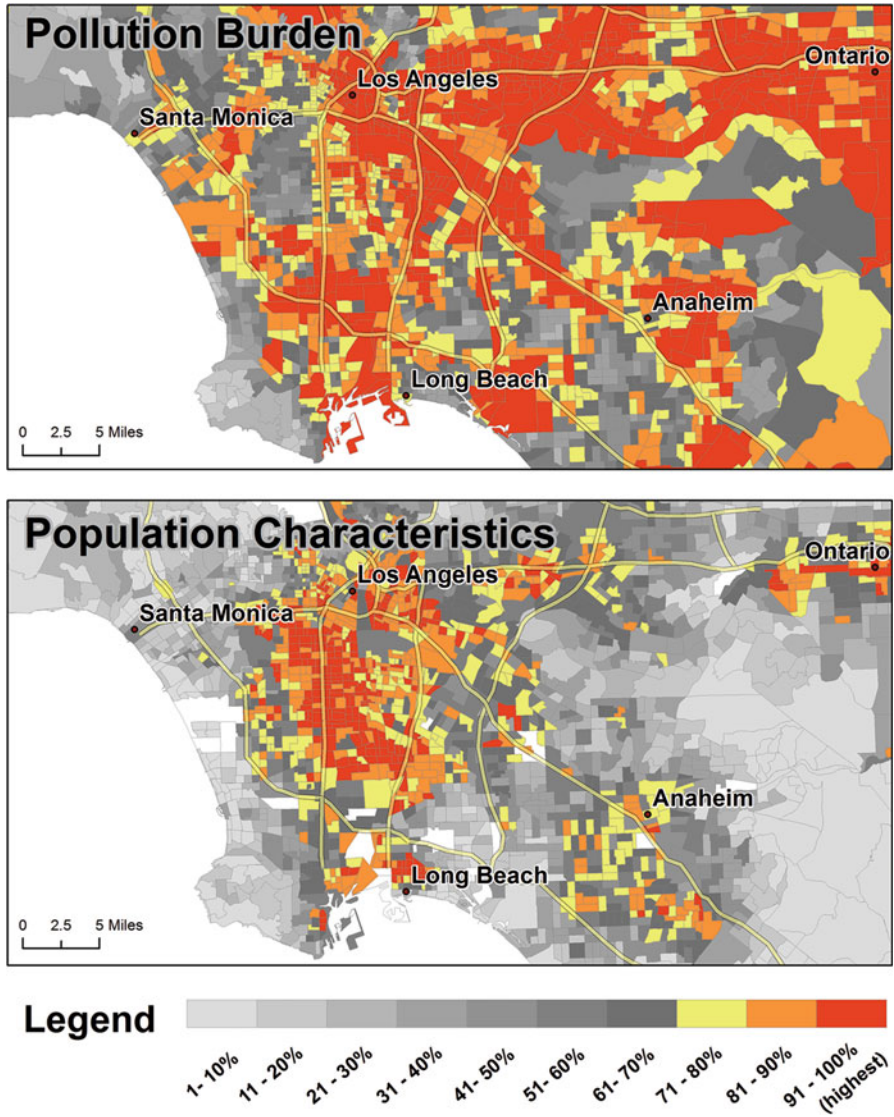 Pollution Burden
Los Angeles
Ontario
Santa Monica
Anaheim
Long Beach
0 2.5 5 Miles
Population Characteristics
Los Angeles
Ontario
Santa Monica
Anaheim
Long Beach
0 2.5 5 Miles
Legend
1- 10%
11 - 20%
21 - 30%
31 - 40%
41 - 50%
51- 60%
61- 70%
71 - 80%
81 - 90%
91 - 100%
(highest)